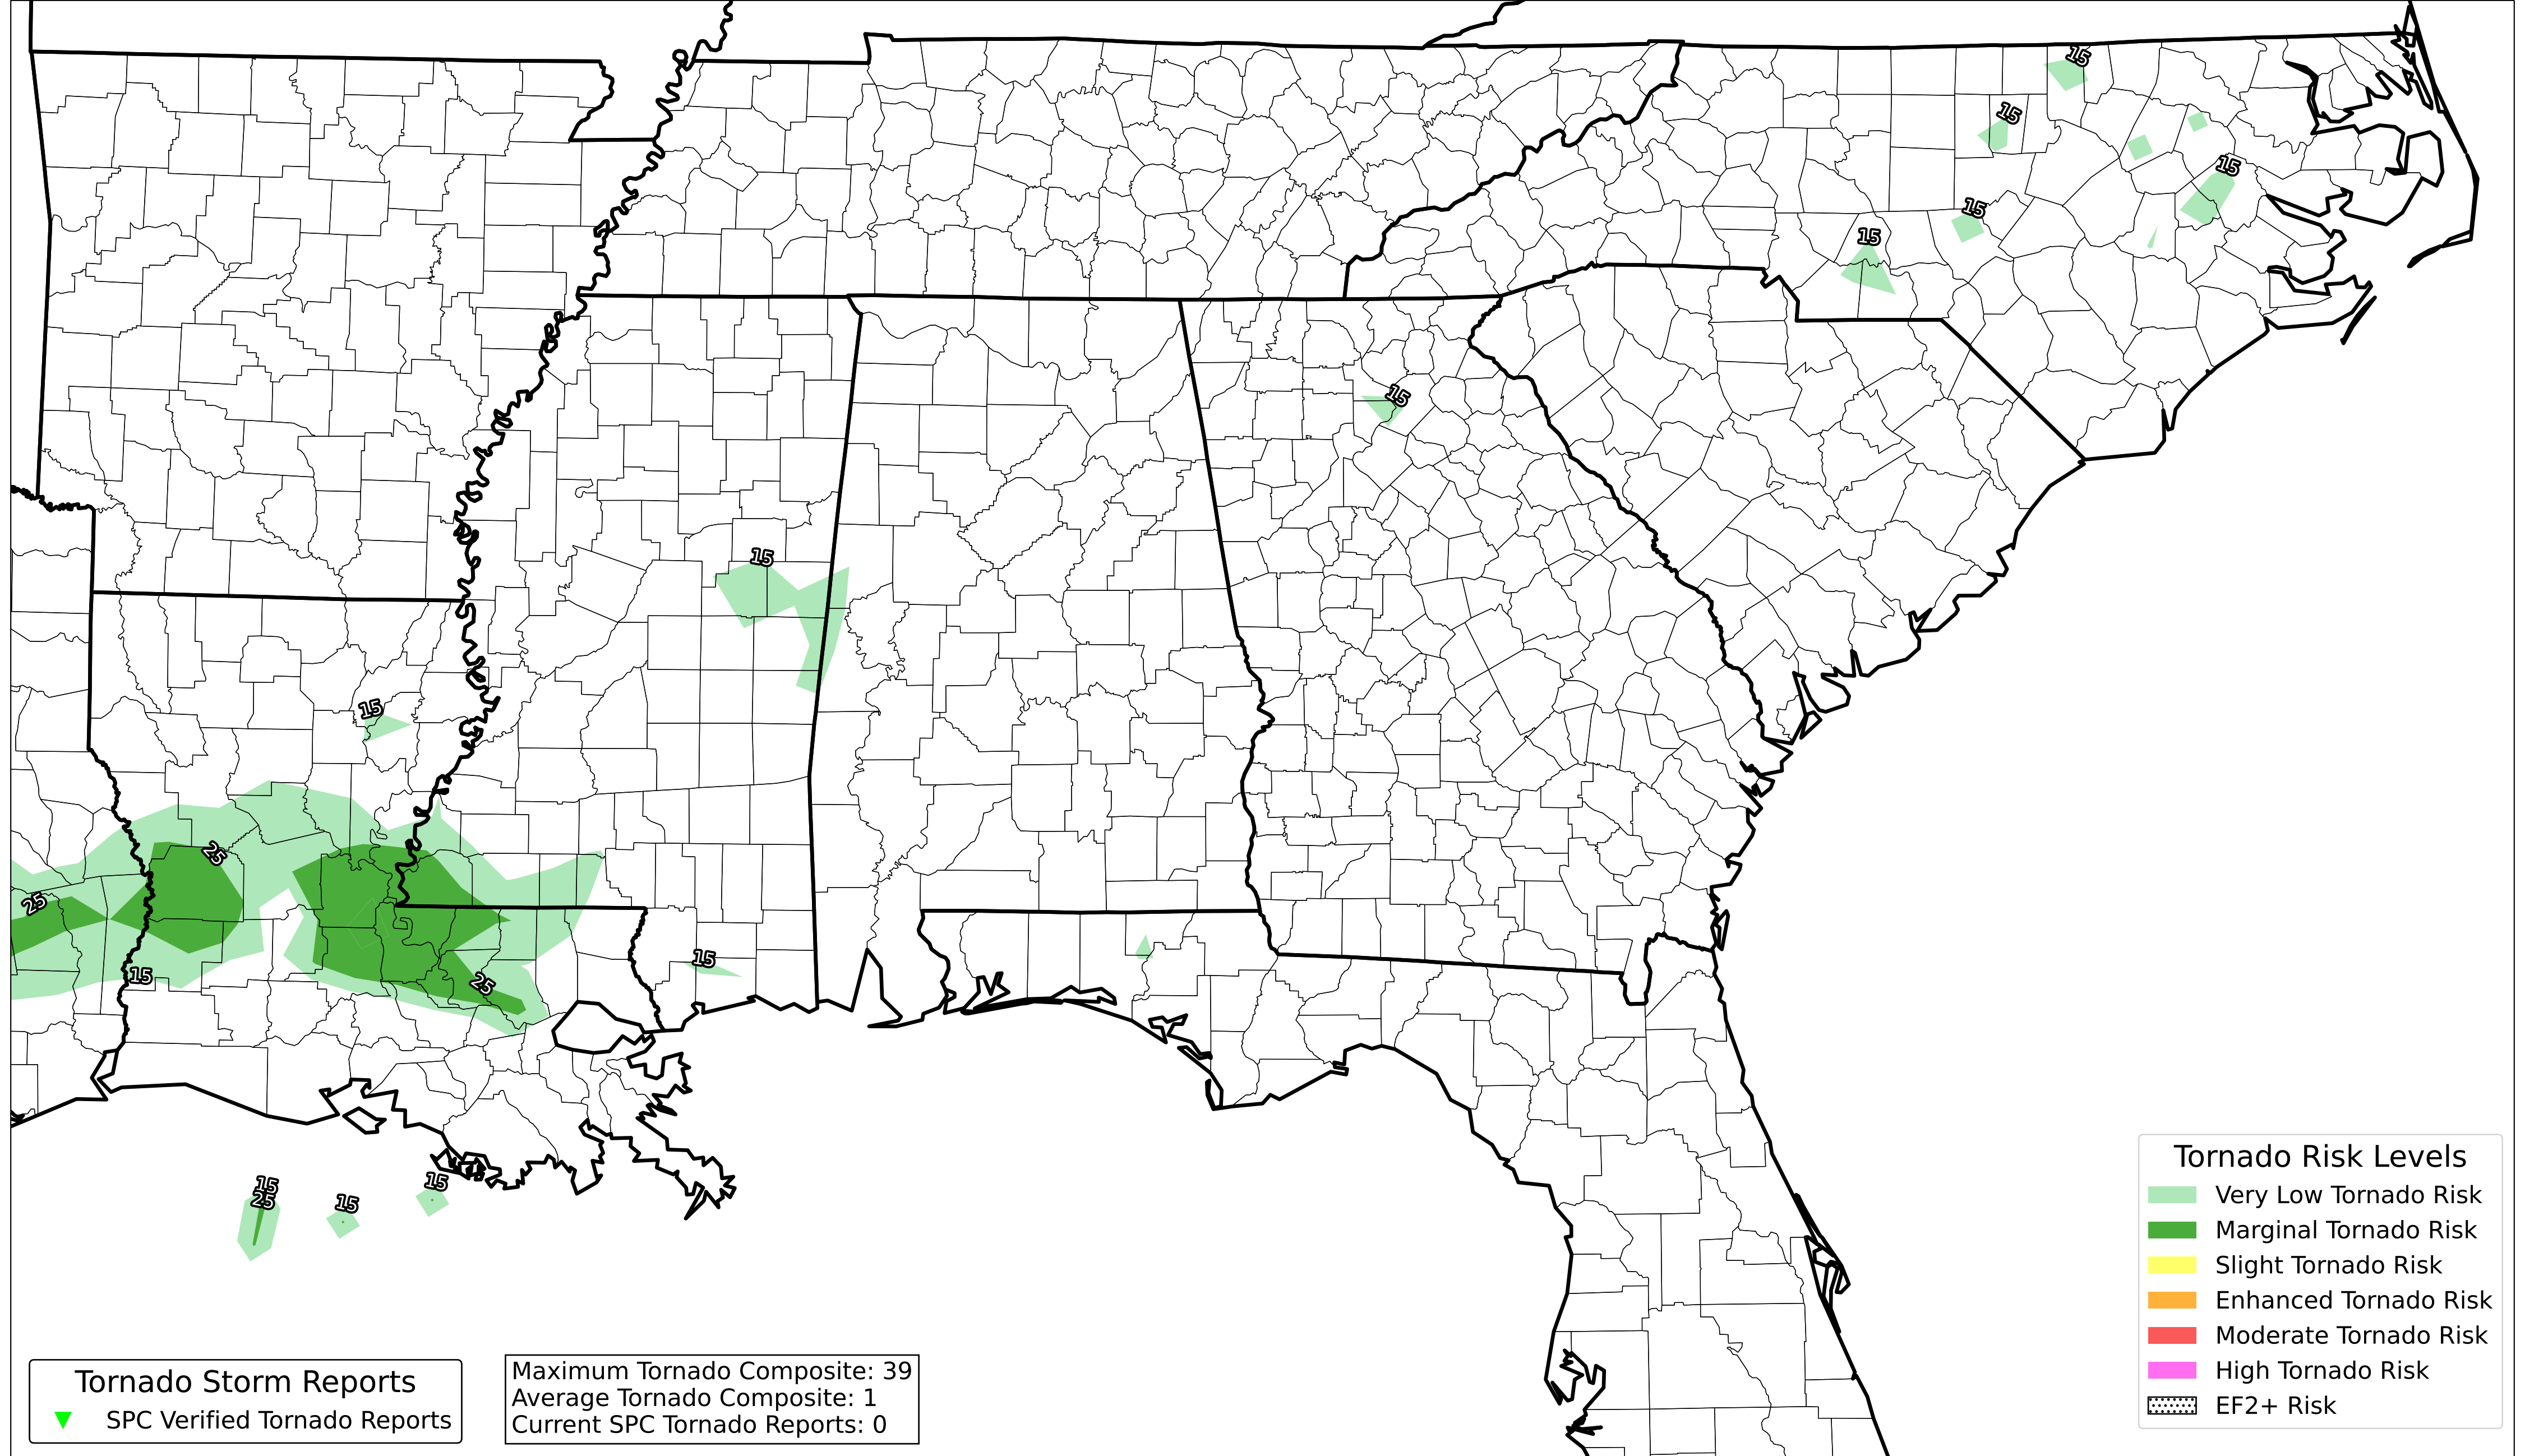 15
15
15
15
15
15
15
15
25
25
15
15
25
15
25
15
15
Tornado Risk Levels
Very Low Tornado Risk
Marginal Tornado Risk
Slight Tornado Risk
Enhanced Tornado Risk
Moderate Tornado Risk
High Tornado Risk
EF2+ Risk
Tornado Storm Reports
SPC Verified Tornado Reports
Maximum Tornado Composite: 39
Average Tornado Composite: 1
Current SPC Tornado Reports: 0